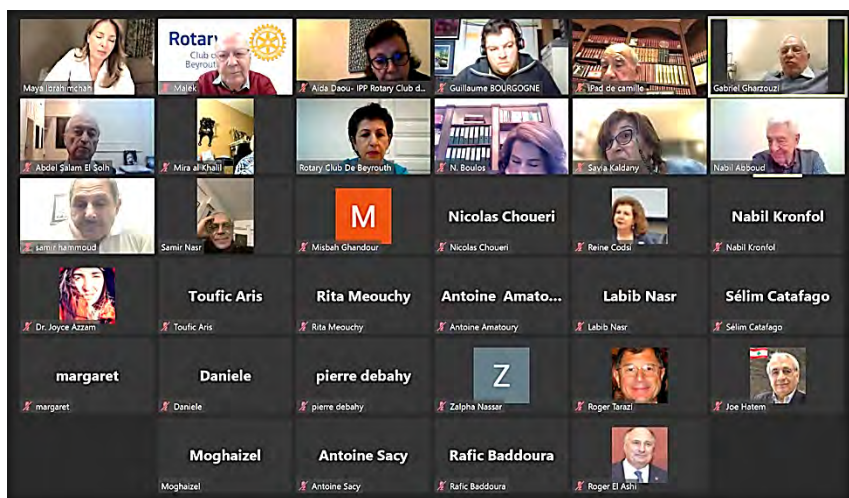 Rotary
Club of
Beyrouth
Maya Ibrahimchah
Malek
Aida Daou- IPP Rotary Club d...
Guillaume BOURGOGNE
iPad de camille
Gabriel Gharzouzi
Abdel Salam El Solh
Mira al Khalil
Rotary Club De Beyrouth
N. Boulos
Sayla Kaldany
Nabil Abboud
samir hammoud
Samir Nasr
M
Misbah Ghandour
Nicolas Choueri
Nicolas Choueri
Reine Codsi
Nabil Kronfol
Nabil Kronfol
Dr. Joyce Azzam
Toufic Aris
Toufic Aris
Rita Meouchy
Rita Meouchy
Antoine Amato...
Antoine Amatoury
Labib Nasr
Labib Nasr
Sélim Catafago
Sélim Catafago
margaret
margaret
Daniele
Daniele
pierre debahy
pierre debahy
Z
Zalpha Nassar
Roger Tarazi
Joe Hatem
Moghaizel
Moghaizel
Antoine Sacy
Antoine Sacy
Rafic Baddoura
Rafic Baddoura
Roger El Ashi